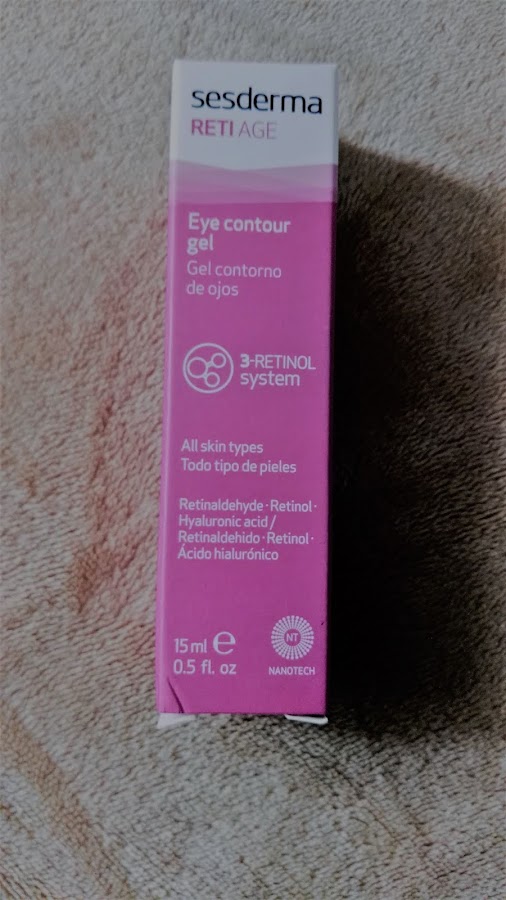 sesderma
RETI AGE
Eye contour
gel
Gel contorno
de ojos
3-RETINOL
system
All skin types
Todo tipo de pieles
Retinaldehyde · Retinol ·
Hyaluronic acid /
Retinaldehido · Retinol ·
Ácido hialurónico
15 ml e
0.5 fl. oz
NT
NANOTECH